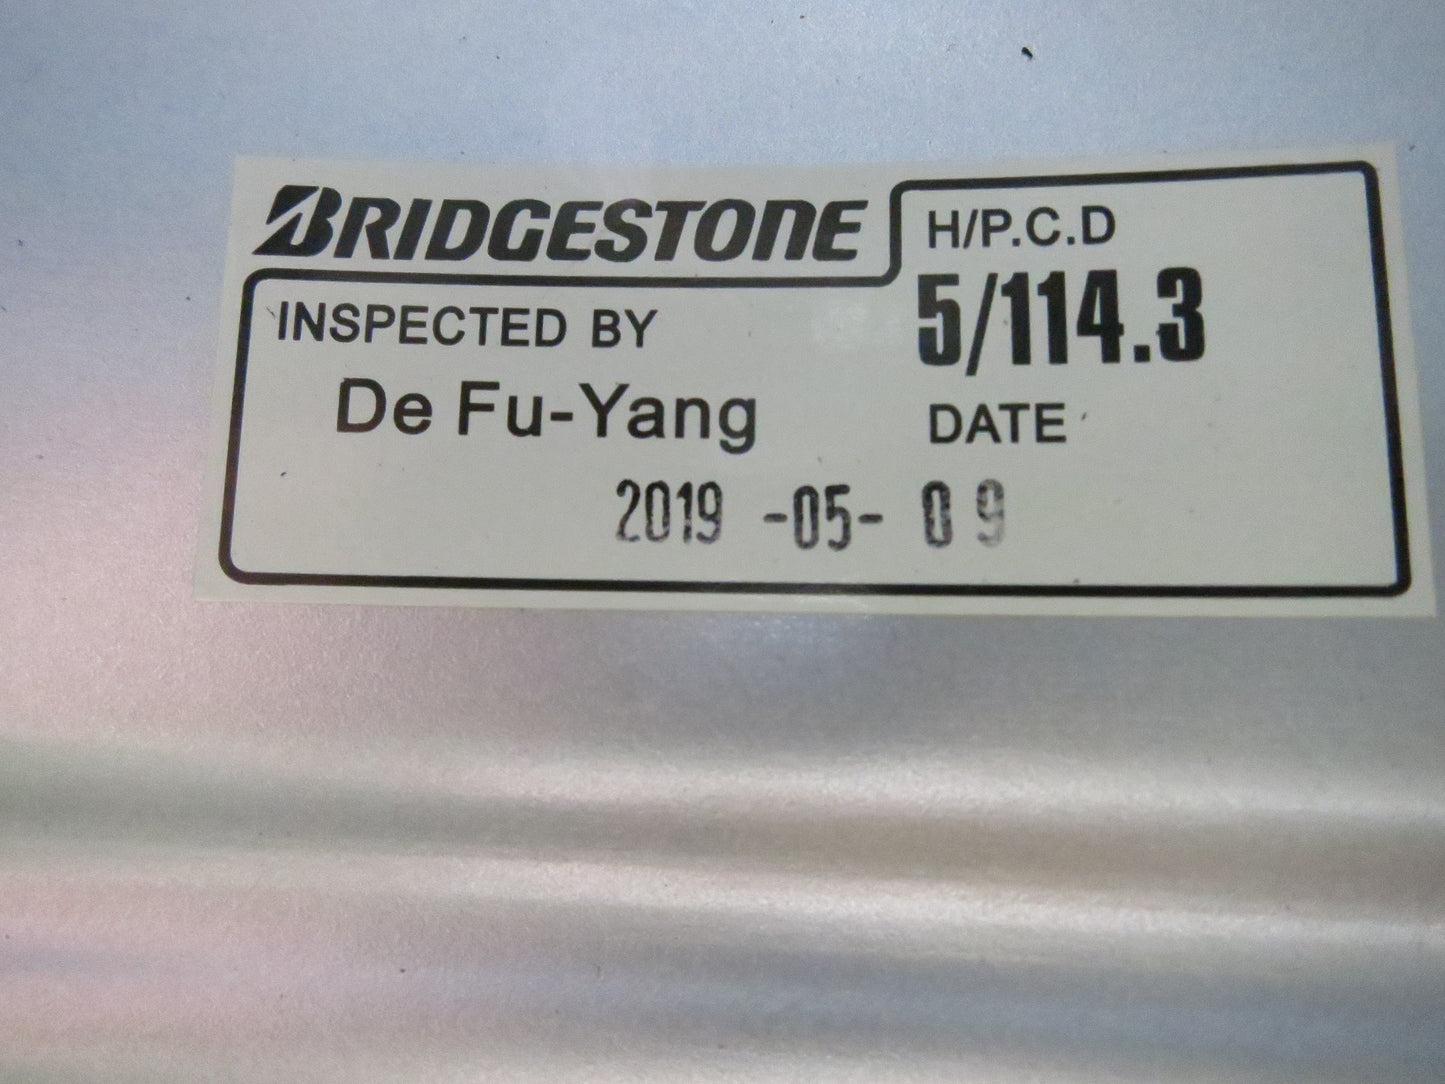 BRIDGESTONE
H/P.C.D
5/114.3
INSPECTED BY
De Fu-Yang
DATE
2019 -05- 09